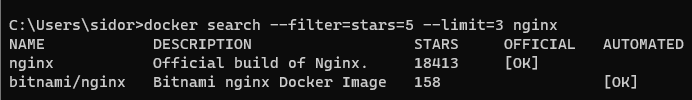 C:\Users\sidor>docker search --filter=stars=5 --limit=3 nginx
NAME            DESCRIPTION                  STARS     OFFICIAL   AUTOMATED
nginx           Official build of Nginx.     18413     [OK]
bitnami/nginx   Bitnami nginx Docker Image   158                  [OK]